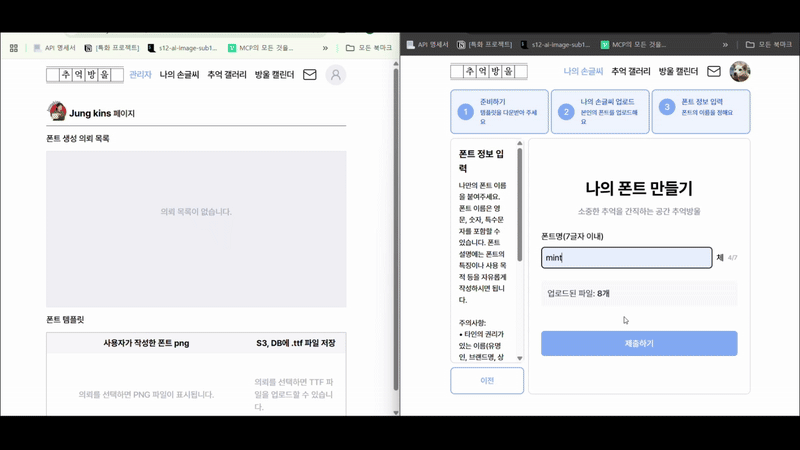 API 명세서
[특화 프로젝트]
s12-ai-image-sub1...
MCP의 모든 것을...
»
모든 북마크
추억방울
관리자
나의 손글씨
추억 갤러리
방울 캘린더
Jung kins 페이지
폰트 생성 의뢰 목록
의뢰 목록이 없습니다.
폰트 템플릿
사용자가 작성한 폰트 png
S3, DB에 .ttf 파일 저장
의뢰를 선택하면 PNG 파일이 표시됩니다.
의뢰를 선택하면 TTF 파
일을 업로드할 수 있습니
다.
API 명세서
[특화 프로젝트]
s12-ai-image-sub1...
MCP의 모든 것을...
»
모든 북마크
추억방울
나의 손글씨
추억 갤러리
방울 캘린더
1
준비하기
템플릿을 다운받아 주세
요
2
나의 손글씨 업로드
본인의 폰트를 업로드해
요
3
폰트 정보 입력
폰트의 이름을 정해요
폰트 정보 입
력
나만의 폰트 이름
을 붙여주세요.
폰트 이름은 영
문, 숫자, 특수문
자를 포함할 수
있습니다. 폰트
설명에는 폰트의
특징이나 사용 목
적 등을 자유롭게
작성하시면 됩니
다.
주의사항:
• 타인의 권리가
있는 이름(유명
인, 브랜드명, 상
이전
나의 폰트 만들기
소중한 추억을 간직하는 공간 추억방울
폰트명(7글자 이내)
mint
체
4/7
업로드된 파일: 8개
제출하기